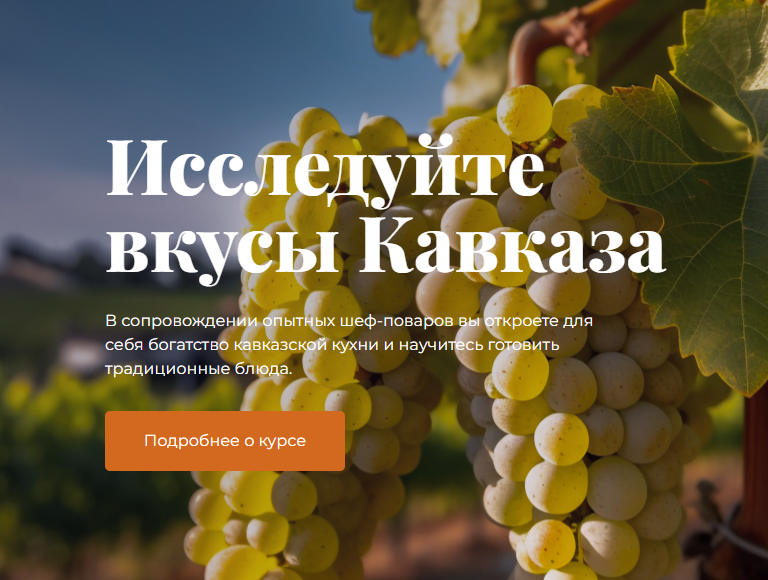 Исследуйте
вкусы Кавказа
В сопровождении опытных шеф-поваров вы откроете для
себя богатство кавказской кухни и научитесь готовить
традиционные блюда.
Подробнее о курсе